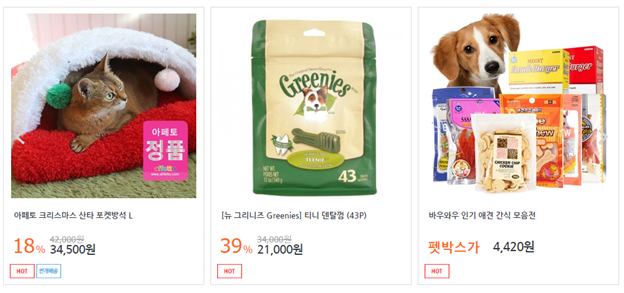 아페토
정품
아페토 크리스마스 산타 포켓방석 L
18%
42,000원
34,500원
HOT
번개배송
Greenies
TEENIE
43
[뉴 그리니즈 Greenies] 티니 덴탈껌 (43P)
39%
34,000원
21,000원
HOT
CHICKEN CHIP
COOKIE
바우와우 인기 애견 간식 모음전
펫박스가 4,420원
HOT